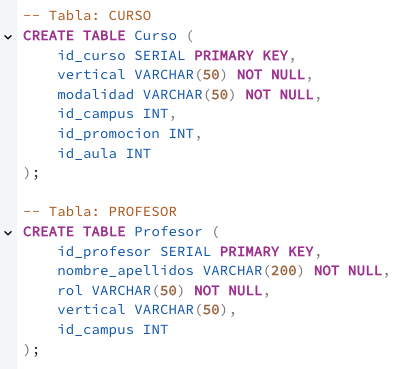 -- Tabla: CURSO
CREATE TABLE Curso (
id_curso SERIAL PRIMARY KEY,
vertical VARCHAR(50) NOT NULL,
modalidad VARCHAR(50) NOT NULL,
id_campus INT,
id_promocion INT,
id_aula INT
);
-- Tabla: PROFESOR
CREATE TABLE Profesor (
id_profesor SERIAL PRIMARY KEY,
nombre_apellidos VARCHAR(200) NOT NULL,
rol VARCHAR(50) NOT NULL,
vertical VARCHAR(50),
id_campus INT
);